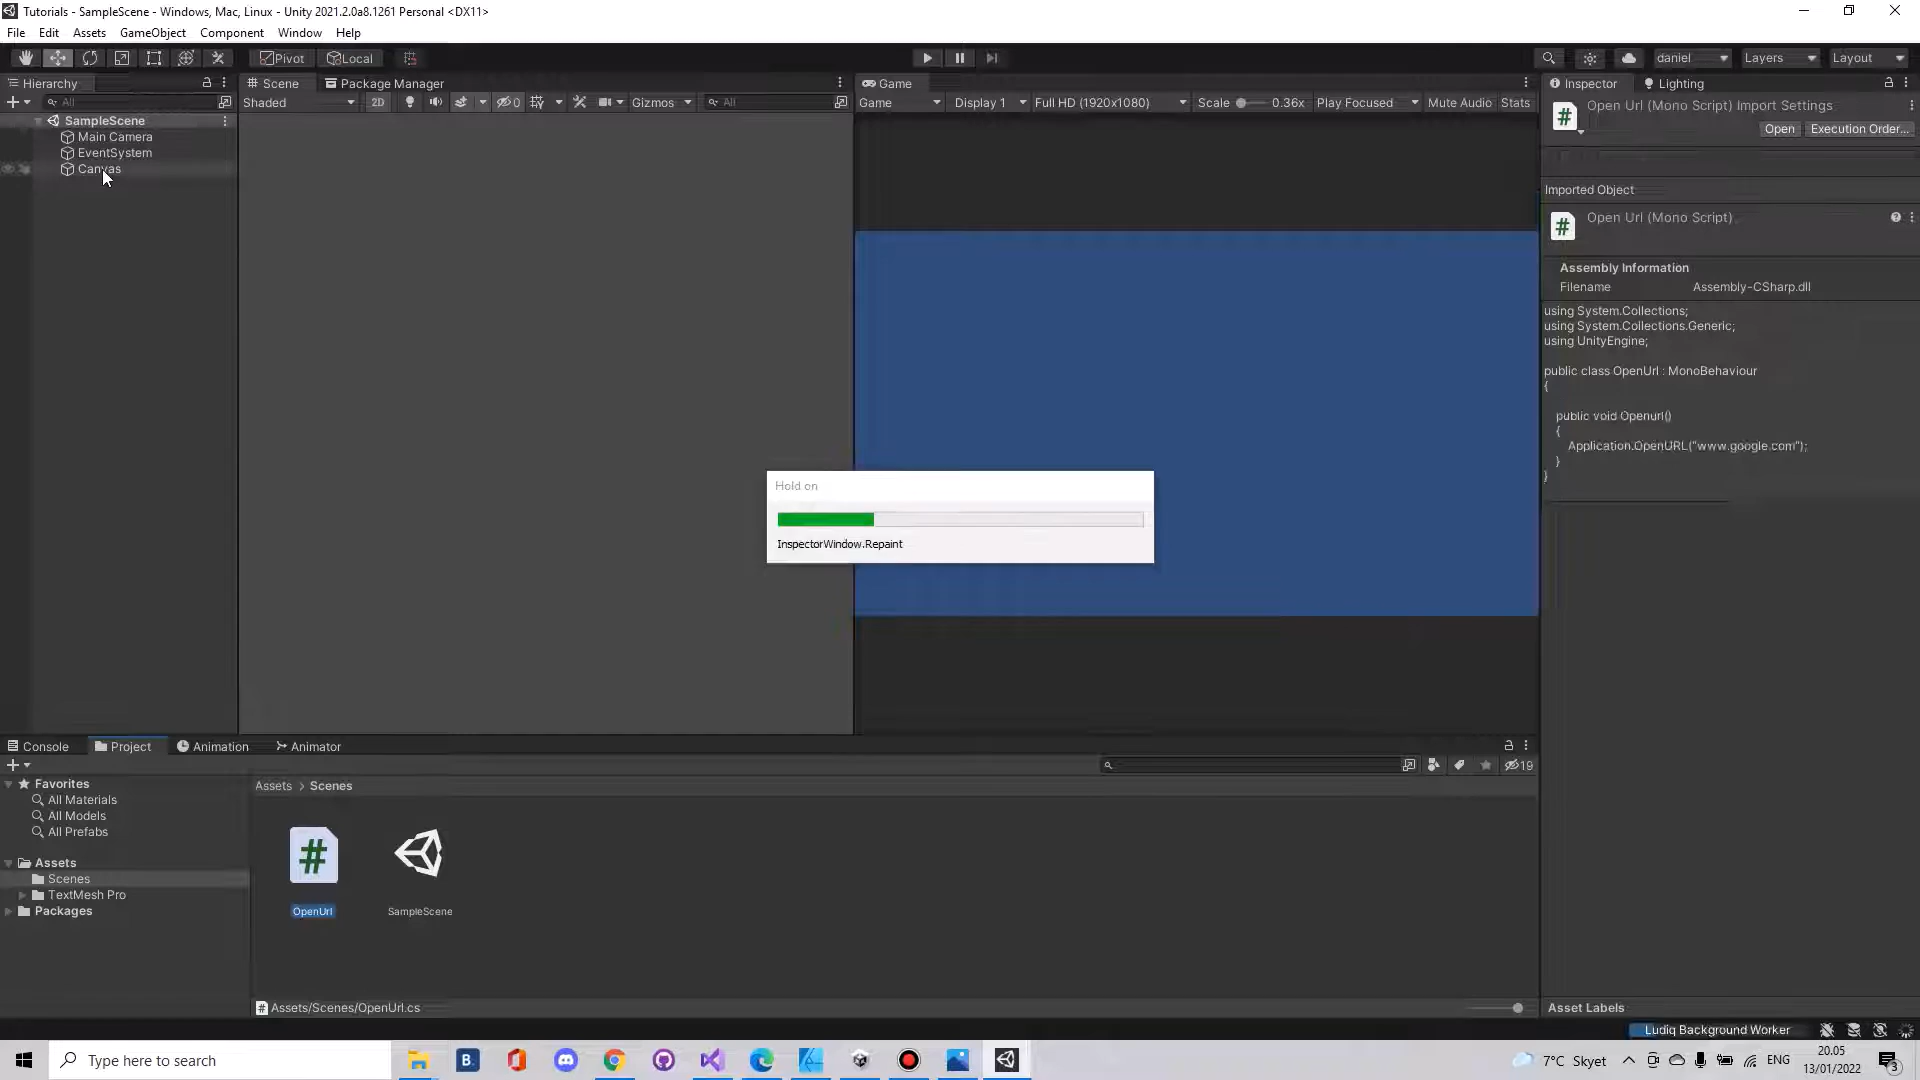 Tutorials - SampleScene - Windows, Mac, Linux - Unity 2021.2.0a8.1261 Personal <DX11>
File Edit Assets GameObject Component Window Help
Pivot Local daniel Layers Layout
Hierarchy
All
SampleScene
Main Camera
EventSystem
Canvas
Scene Package Manager
Shaded 2D 0 Gizmos All
Game
Game Display 1 Full HD (1920x1080) Scale 0.36x Play Focused Mute Audio Stats
Inspector Lighting
Open Url (Mono Script) Import Settings
Open Execution Order...
Imported Object
Open Url (Mono Script)
Assembly Information
Filename Assembly-CSharp.dll
using System.Collections;
using System.Collections.Generic;
using UnityEngine;
public class OpenUrl : MonoBehaviour
{
public void Openurl()
{
Application.OpenURL("www.google.com");
}
}
Hold on
InspectorWindow.Repaint
Console Project Animation Animator
19
Favorites
All Materials
All Models
All Prefabs
Assets
Scenes
TextMesh Pro
Packages
Assets > Scenes
#
OpenUrl
SampleScene
Assets/Scenes/OpenUrl.cs
Asset Labels
Ludiq Background Worker
Type here to search
B.
7°C Skyet
ENG
20.05
13/01/2022
3